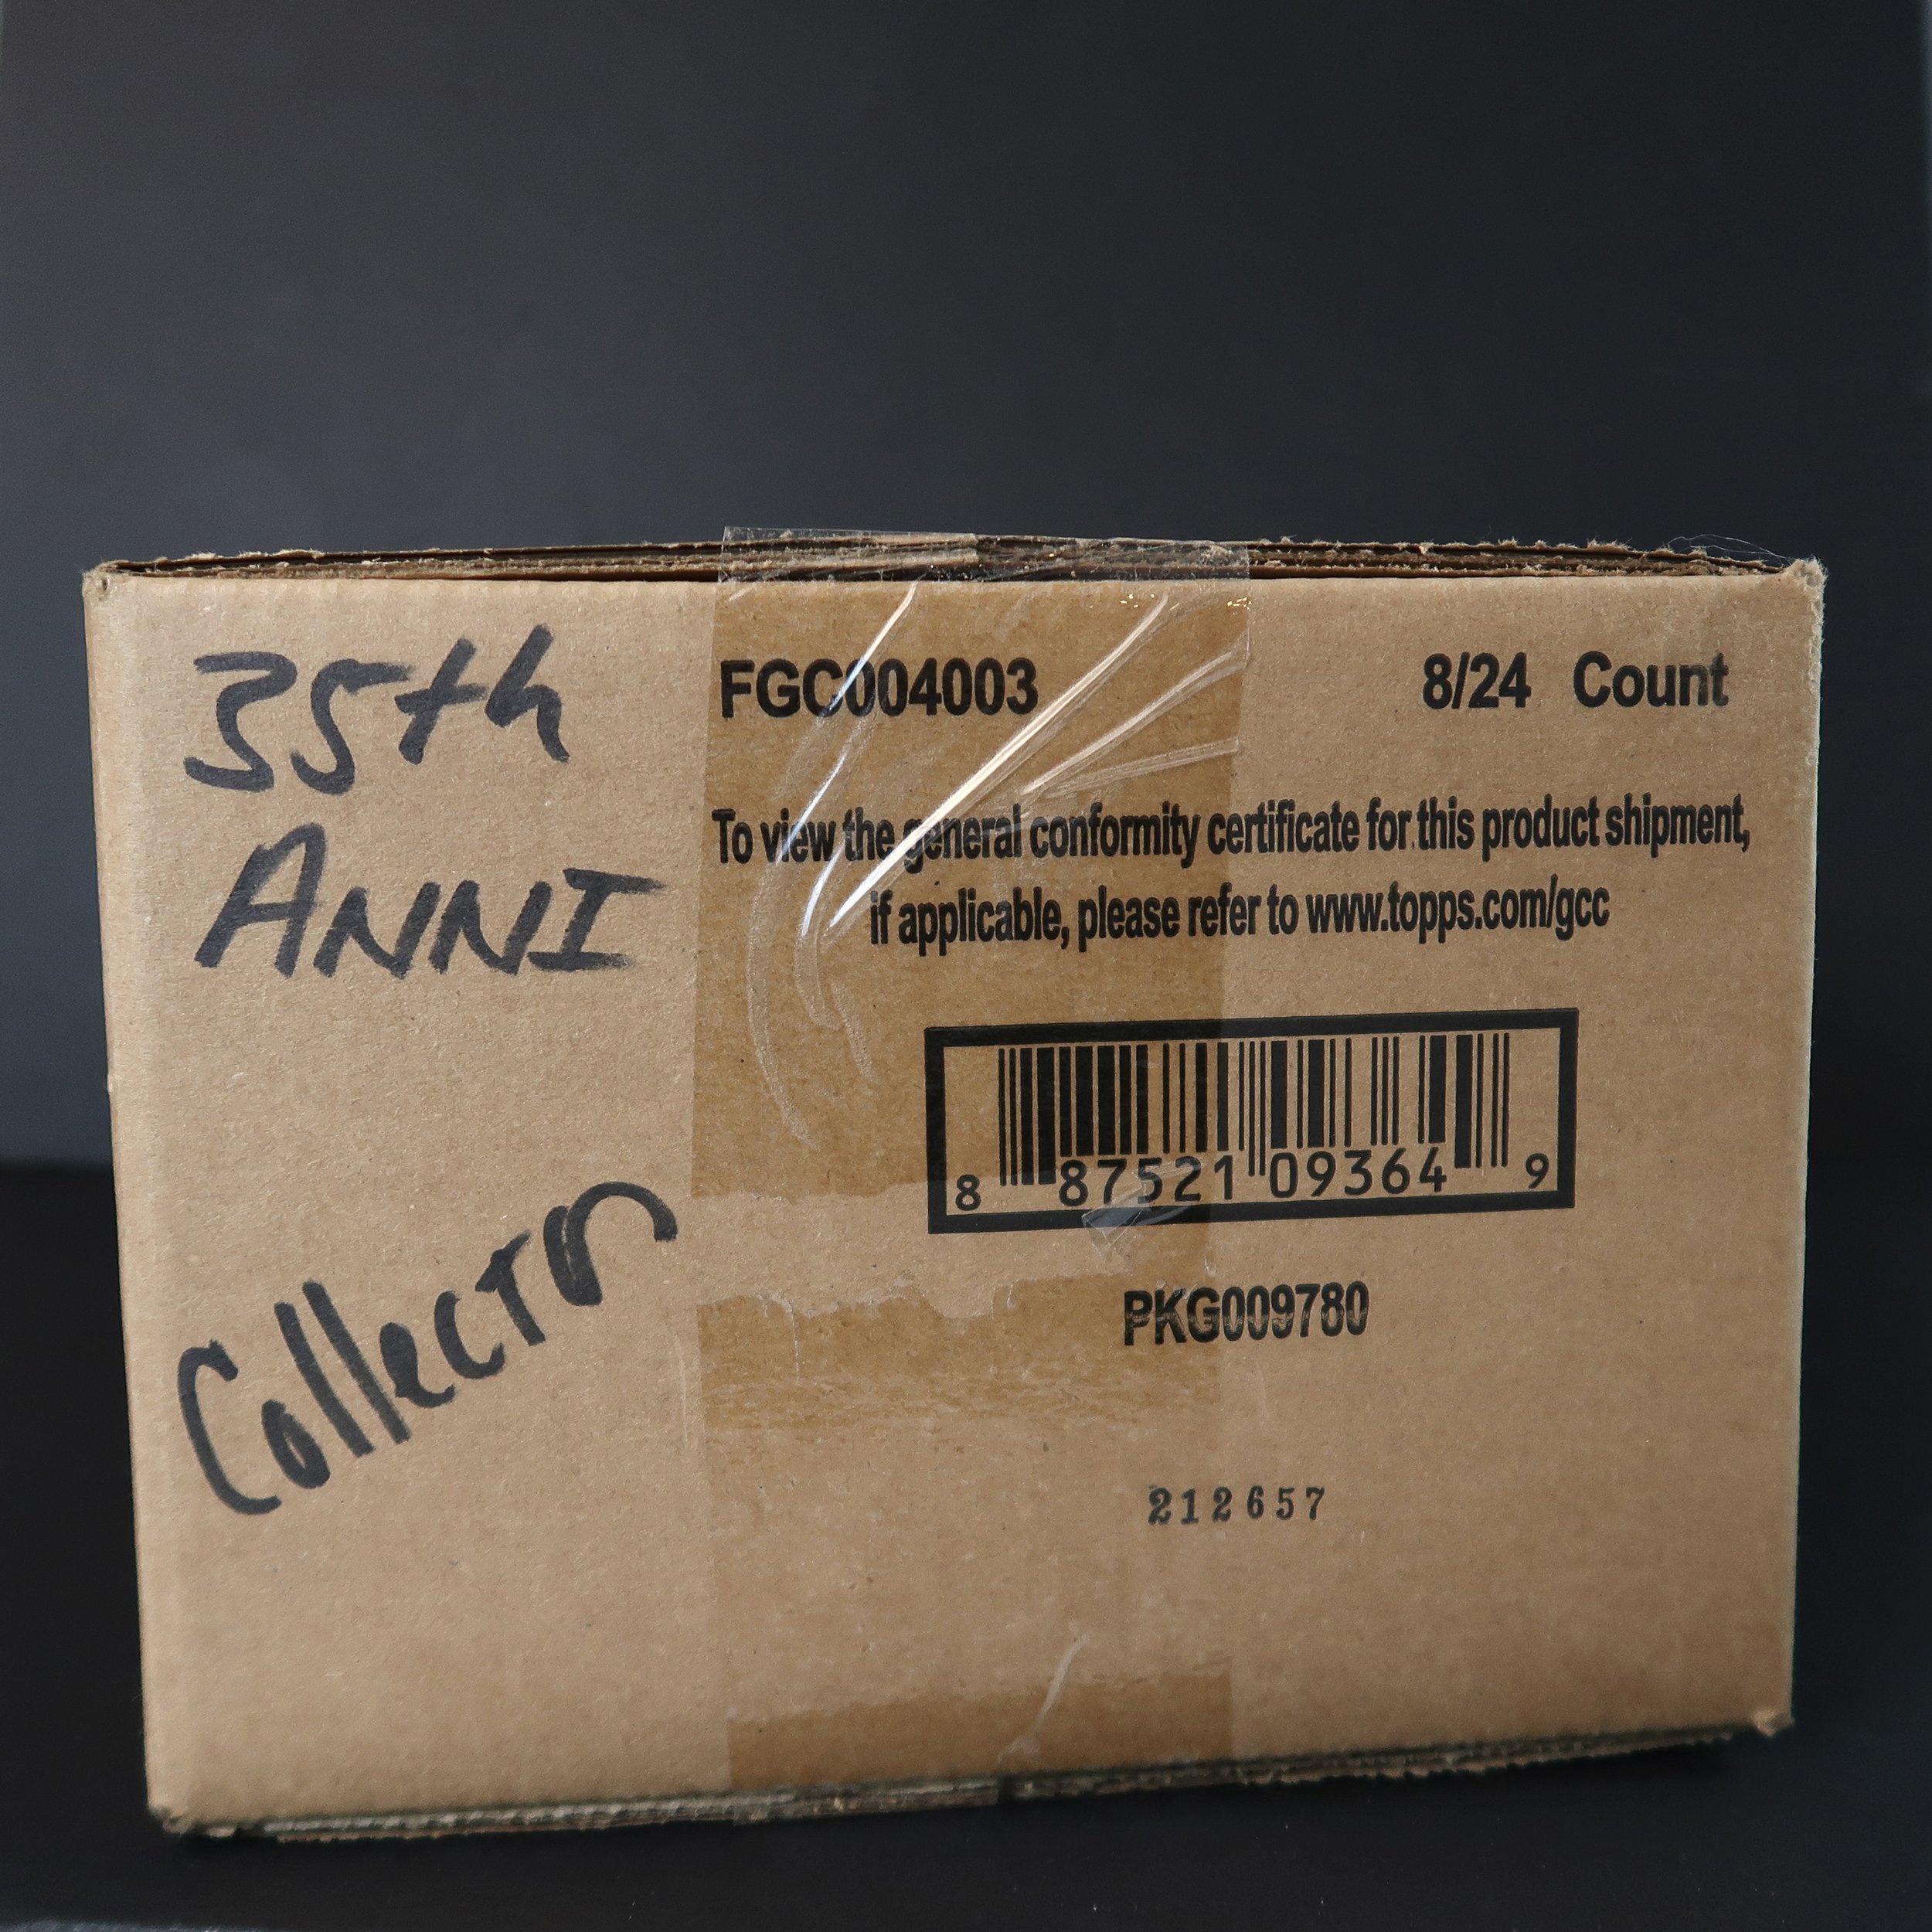 35th
ANNI
Collector
FGC004003 8/24 Count
To view the general conformity certificate for this product shipment,
if applicable, please refer to www.topps.com/gcc
8 87521 09364 9
PKG009780
212657